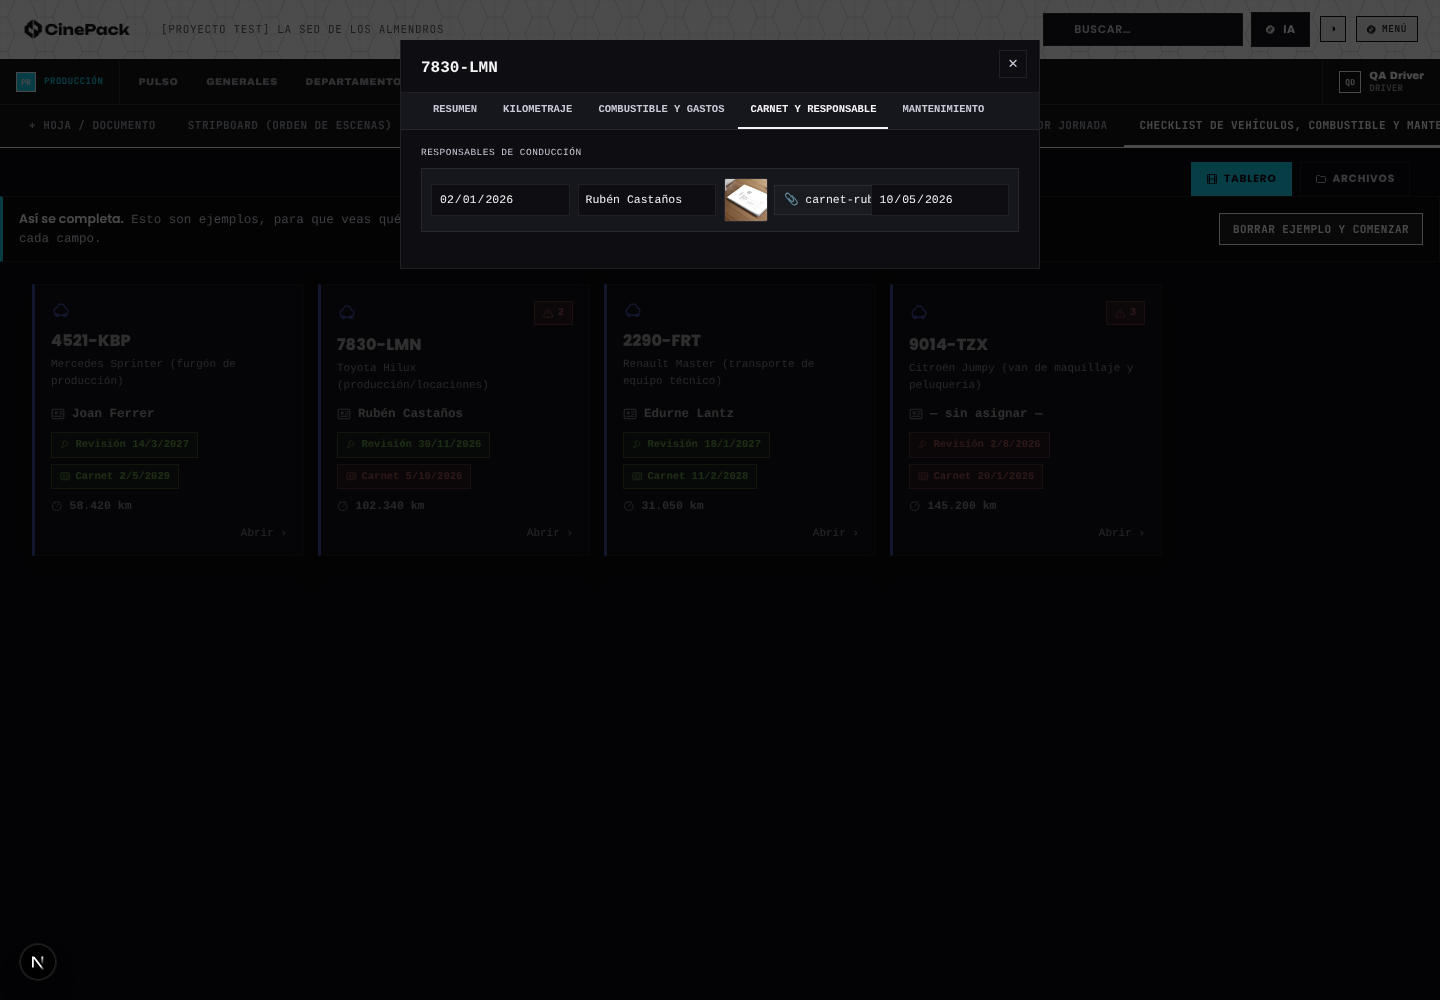 CinePack
[PROYECTO TEST] LA SED DE LOS ALMENDROS
BUSCAR…
IA
MENÚ
PR PRODUCCIÓN
PULSO
GENERALES
DEPARTAMENTO
QD
QA Driver
DRIVER
+ HOJA / DOCUMENTO
STRIPBOARD (ORDEN DE ESCENAS)
OR JORNADA
CHECKLIST DE VEHÍCULOS, COMBUSTIBLE Y MANTE
7830-LMN
✕
RESUMEN
KILOMETRAJE
COMBUSTIBLE Y GASTOS
CARNET Y RESPONSABLE
MANTENIMIENTO
RESPONSABLES DE CONDUCCIÓN
02/01/2026
Rubén Castaños
carnet-rub
10/05/2026
TABLERO
ARCHIVOS
Así se completa. Esto son ejemplos, para que veas qué
cada campo.
BORRAR EJEMPLO Y COMENZAR
4521-KBP
Mercedes Sprinter (furgón de
producción)
Joan Ferrer
Revisión 14/3/2027
Carnet 2/5/2029
58.420 km
Abrir ›
2
7830-LMN
Toyota Hilux
(producción/locaciones)
Rubén Castaños
Revisión 30/11/2026
Carnet 5/10/2026
102.340 km
Abrir ›
2290-FRT
Renault Master (transporte de
equipo técnico)
Edurne Lantz
Revisión 18/1/2027
Carnet 11/2/2028
31.050 km
Abrir ›
3
9014-TZX
Citroën Jumpy (van de maquillaje y
peluquería)
— sin asignar —
Revisión 2/8/2026
Carnet 20/1/2026
145.200 km
Abrir ›
N